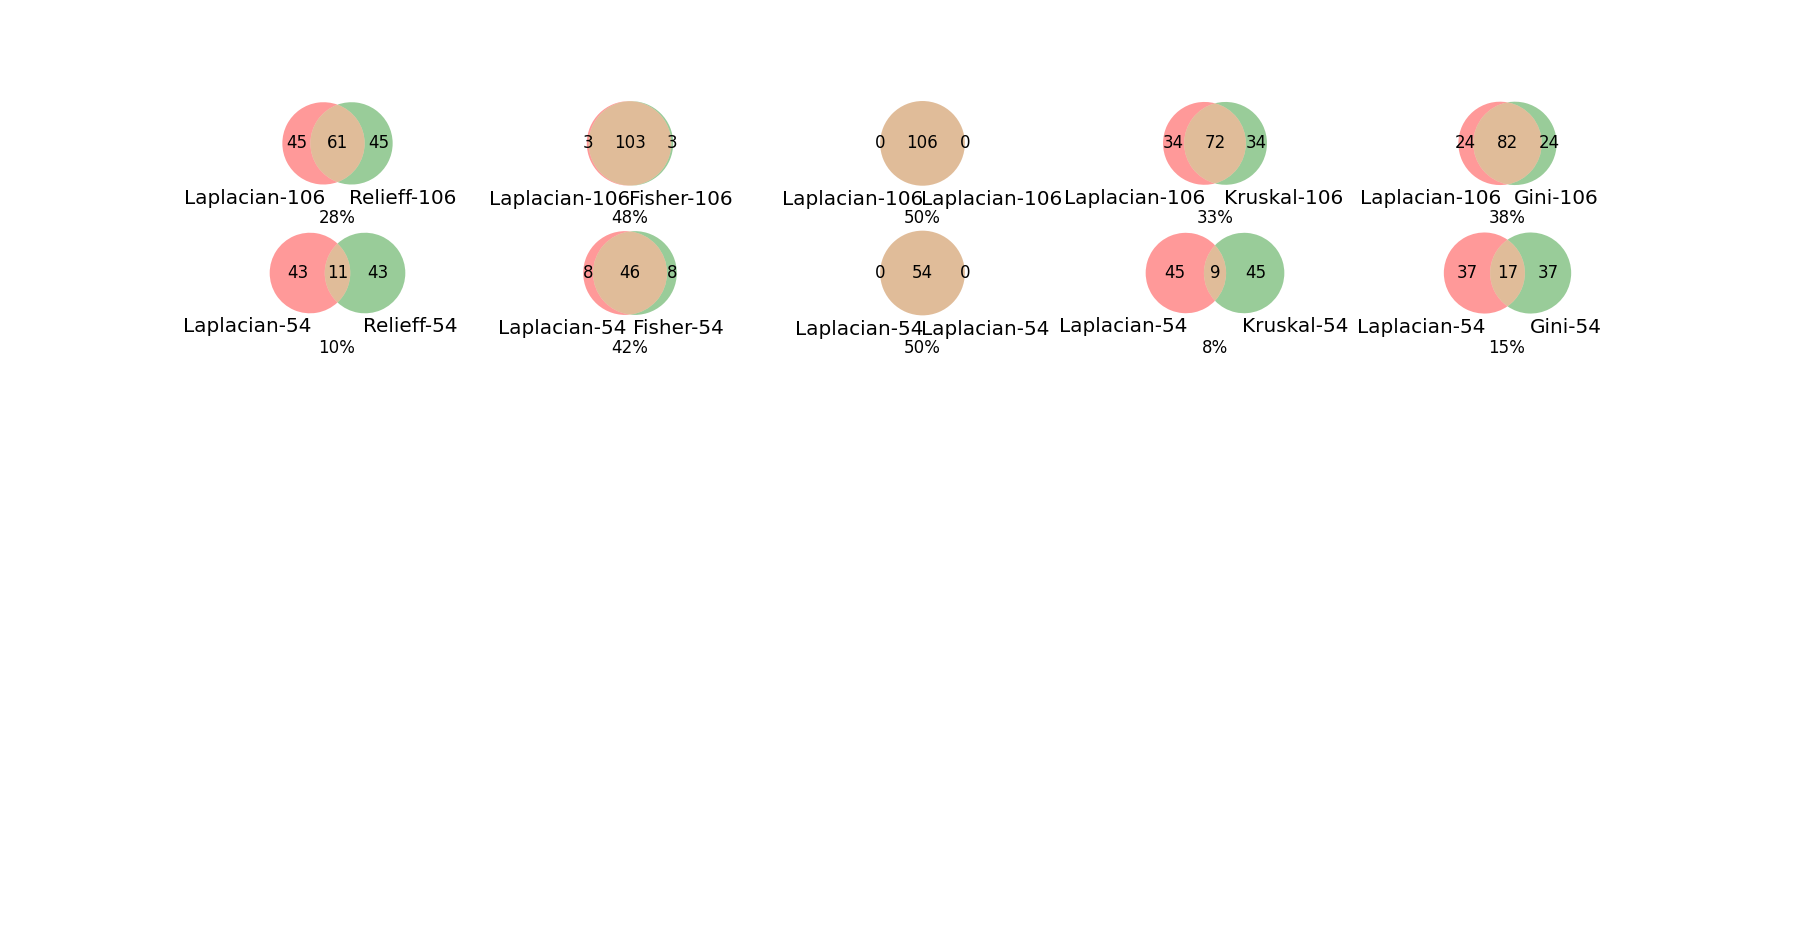 45 61 45 3 103 3 0 106 0 34 72 34 24 82 24
Laplacian-106 Relieff-106 Laplacian-106 Fisher-106 Laplacian-106 Laplacian-106 Laplacian-106 Kruskal-106 Laplacian-106 Gini-106
28% 48% 50% 33% 38%
43 11 43 8 46 8 0 54 0 45 9 45 37 17 37
Laplacian-54 Relieff-54 Laplacian-54 Fisher-54 Laplacian-54 Laplacian-54 Laplacian-54 Kruskal-54 Laplacian-54 Gini-54
10% 42% 50% 8% 15%